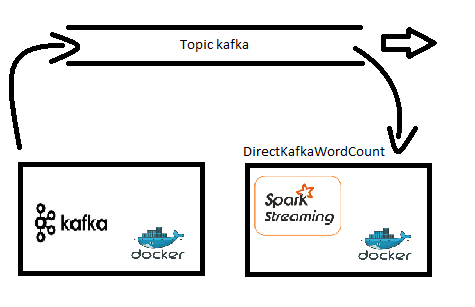 Topic kafka
DirectKafkaWordCount
kafka
docker
Spark
Streaming
docker